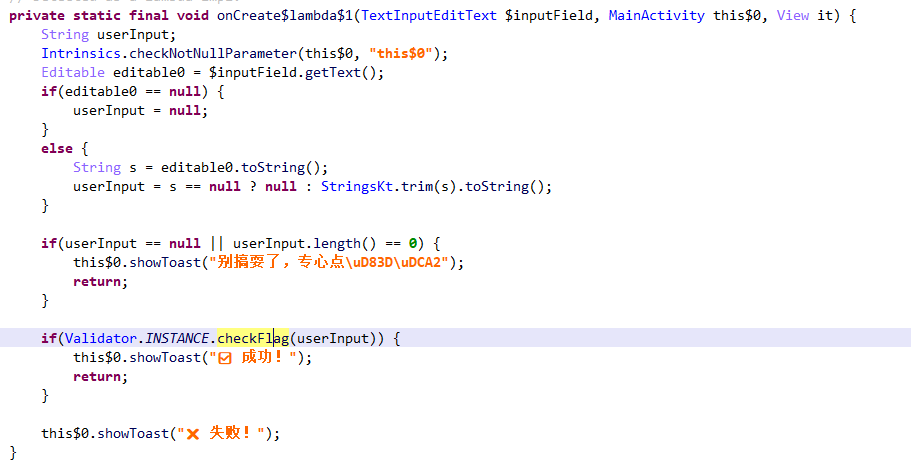 private static final void onCreate$lambda$1(TextInputEditText $inputField, MainActivity this$0, View it) {
String userInput;
Intrinsics.checkNotNullParameter(this$0, "this$0");
Editable editable0 = $inputField.getText();
if(editable0 == null) {
userInput = null;
}
else {
String s = editable0.toString();
userInput = s == null ? null : StringsKt.trim(s).toString();
}
if(userInput == null || userInput.length() == 0) {
this$0.showToast("别搞耍了，专心点\uD83D\uDCA2");
return;
}
if(Validator.INSTANCE.checkFlag(userInput)) {
this$0.showToast("☑ 成功！");
return;
}
this$0.showToast("❌ 失败！");
}